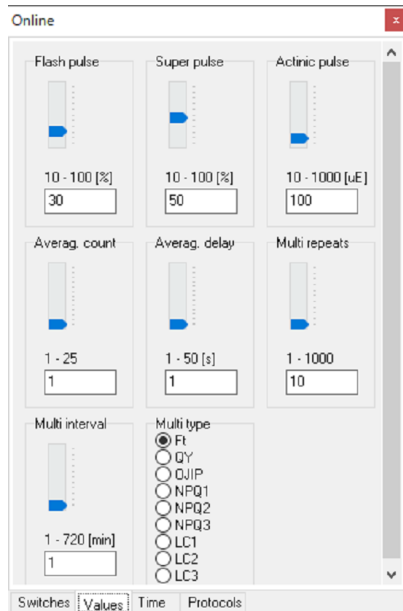 Online
x
Flash pulse
Super pulse
Actinic pulse
10 - 100 [%]
10 - 100 [%]
10 - 1000 [uE]
30
50
100
Averag. count
Averag. delay
Multi repeats
1 - 25
1 - 50 [s]
1 - 1000
1
1
10
Multi interval
Multi type
Ft
QY
OJIP
NPQ1
NPQ2
NPQ3
LC1
LC2
LC3
1 - 720 [min]
1
Switches
Values
Time
Protocols